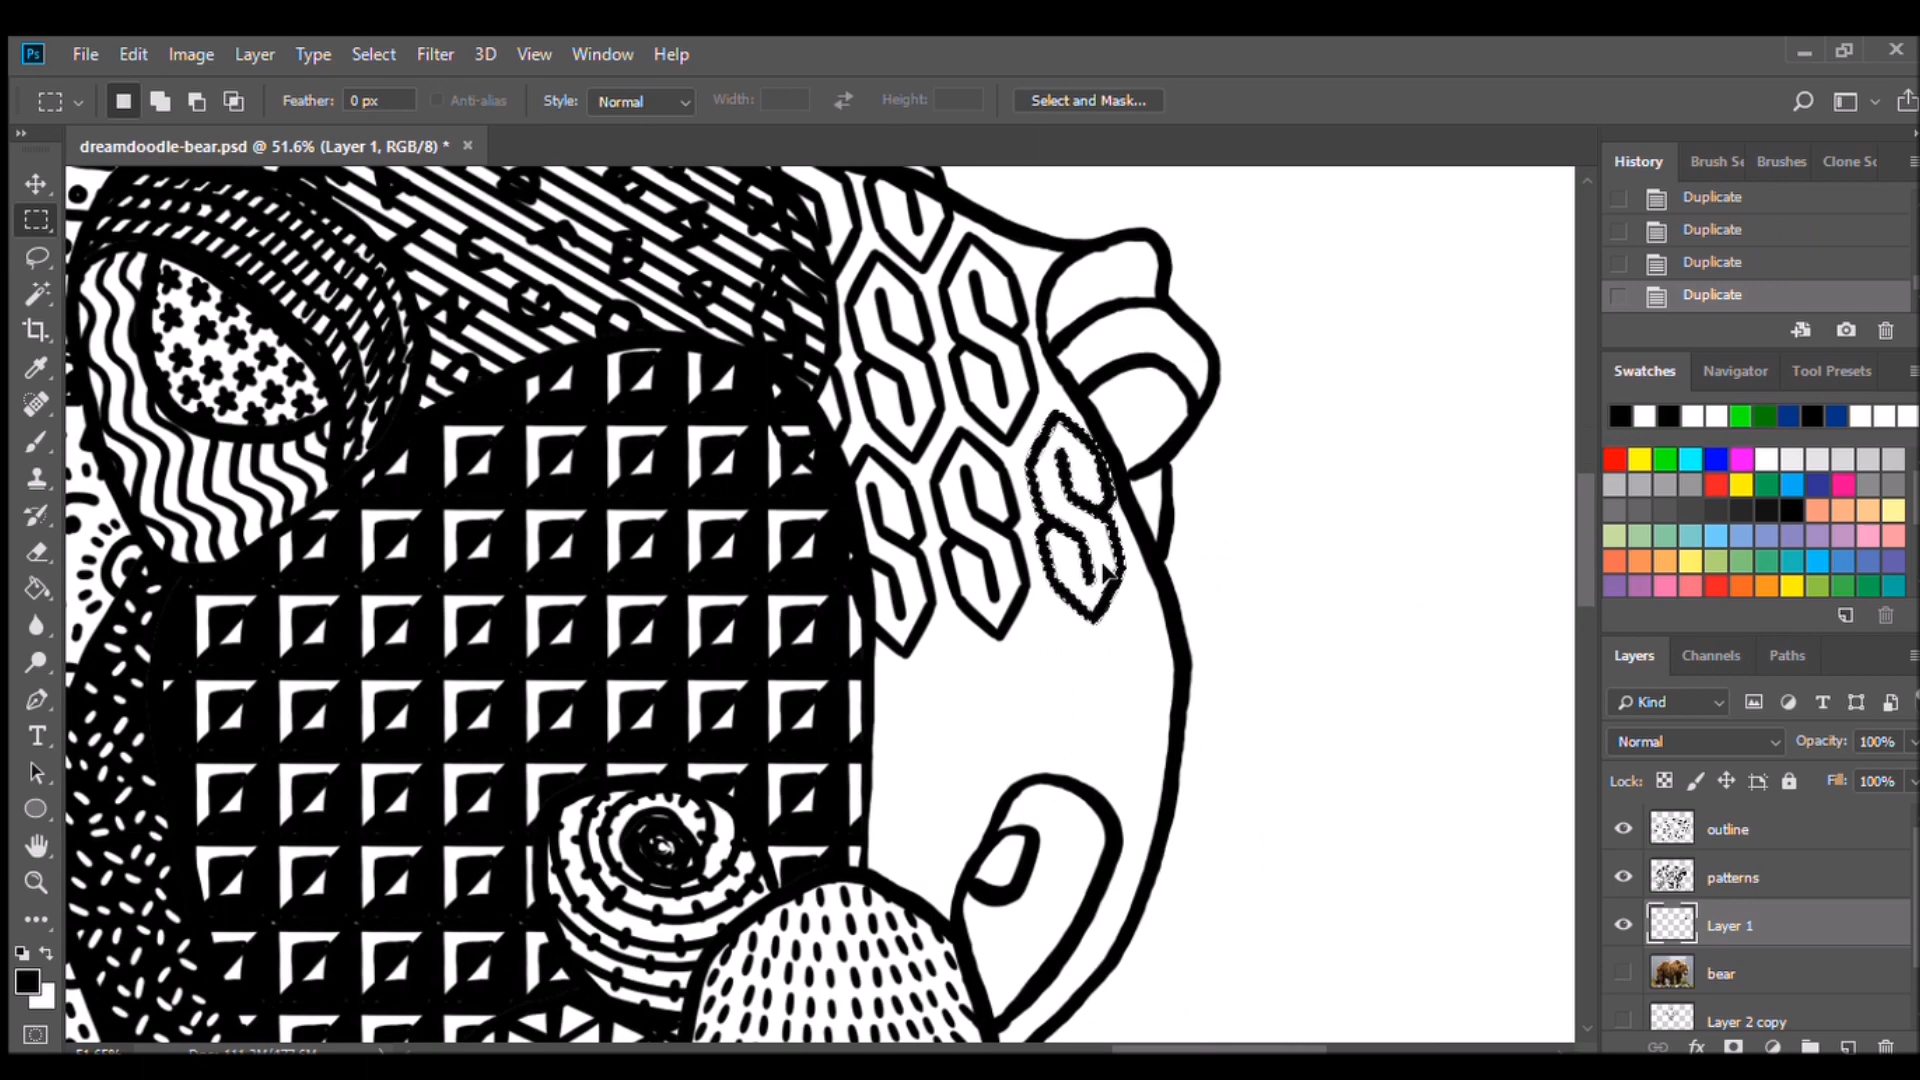 Ps File Edit Image Layer Type Select Filter 3D View Window Help
Feather: 0 px Anti-alias Style: Normal Width: Height: Select and Mask...
dreamdoodle-bear.psd @ 51.6% (Layer 1, RGB/8) * ×
History Brush Se Brushes Clone Sc
Duplicate
Duplicate
Duplicate
Duplicate
Swatches Navigator Tool Presets
Layers Channels Paths
Kind
Normal Opacity: 100%
Lock: Fill: 100%
outline
patterns
Layer 1
bear
Layer 2 copy
fx